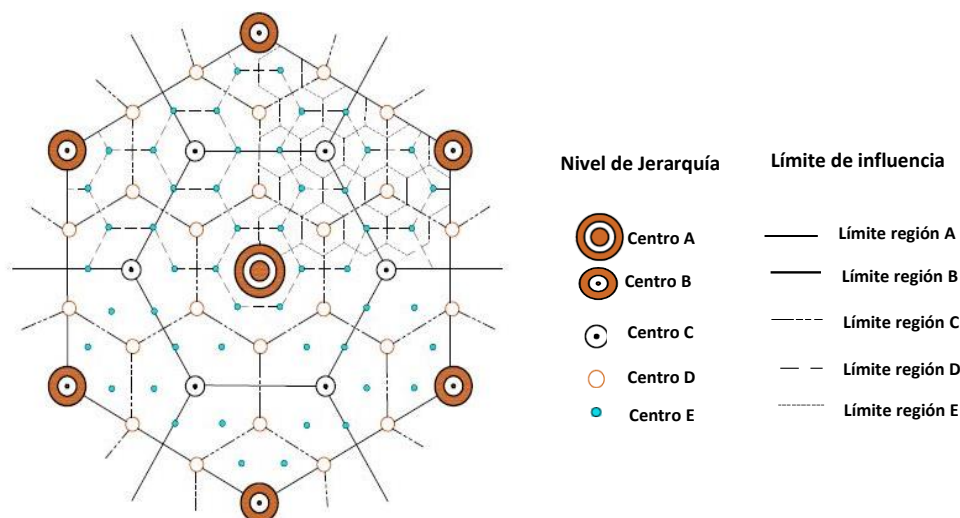 Nivel de Jerarquía
Límite de influencia
Centro A
Límite región A
Centro B
Límite región B
Centro C
Límite región C
Centro D
Límite región D
Centro E
Límite región E